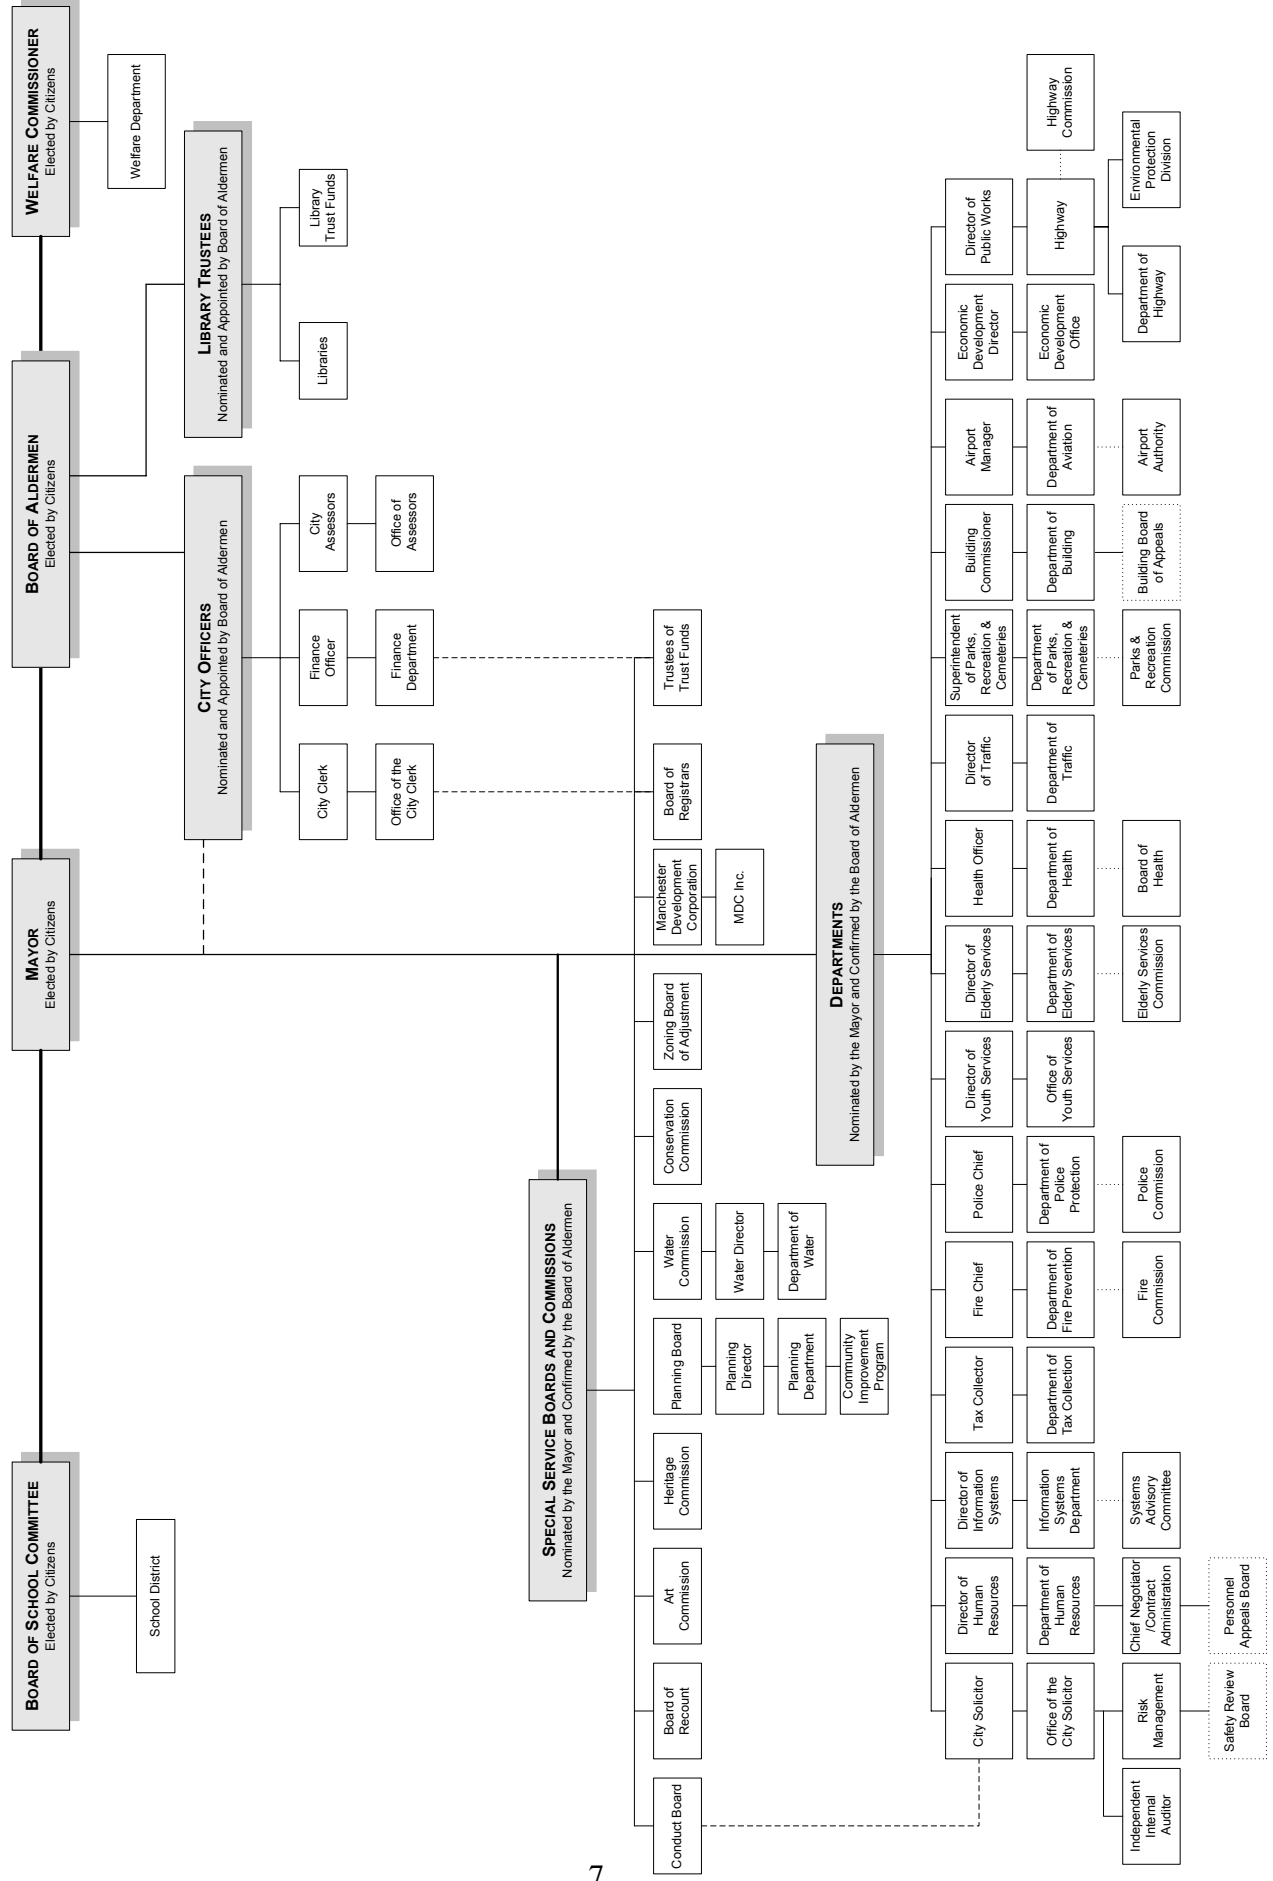 BOARD OF SCHOOL COMMITTEE
Elected by Citizens
MAYOR
Elected by Citizens
BOARD OF ALDERMEN
Elected by Citizens
WELFARE COMMISSIONER
Elected by Citizens
School District
Welfare Department
CITY OFFICERS
Nominated and Appointed by Board of Aldermen
LIBRARY TRUSTEES
Nominated and Appointed by Board of Aldermen
City Clerk
Finance
Officer
City
Assessors
Libraries
Library
Trust Funds
Office of the
City Clerk
Finance
Department
Office of
Assessors
SPECIAL SERVICE BOARDS AND COMMISSIONS
Nominated by the Mayor and Confirmed by the Board of Aldermen
Conduct Board
Board of
Recount
Art
Commission
Heritage
Commission
Planning Board
Water
Commission
Conservation
Commission
Zoning Board
of Adjustment
Manchester
Development
Corporation
Board of
Registrars
Trustees of
Trust Funds
Planning
Director
Water Director
MDC Inc.
Planning
Department
Department of
Water
Community
Improvement
Program
DEPARTMENTS
Nominated by the Mayor and Confirmed by the Board of Aldermen
City Solicitor
Director of
Human
Resources
Director of
Information
Systems
Tax Collector
Fire Chief
Police Chief
Director of
Youth Services
Director of
Elderly Services
Health Officer
Director
of Traffic
Superintendent
of Parks,
Recreation &
Cemeteries
Building
Commissioner
Airport
Manager
Economic
Development
Director
Director of
Public Works
Office of the
City Solicitor
Department of
Human
Resources
Information
Systems
Department
Department of
Tax Collection
Department of
Fire Prevention
Department of
Police
Protection
Office of
Youth Services
Department of
Elderly Services
Department of
Health
Department of
Traffic
Department
of Parks,
Recreation &
Cemeteries
Department of
Building
Department of
Aviation
Economic
Development
Office
Highway
Highway
Commission
Independent
Internal
Auditor
Risk
Management
Chief Negotiator
/Contract
Administration
Systems
Advisory
Committee
Fire
Commission
Police
Commission
Elderly Services
Commission
Board of
Health
Parks &
Recreation
Commission
Building Board
of Appeals
Airport
Authority
Department of
Highway
Environmental
Protection
Division
Safety Review
Board
Personnel
Appeals Board
7